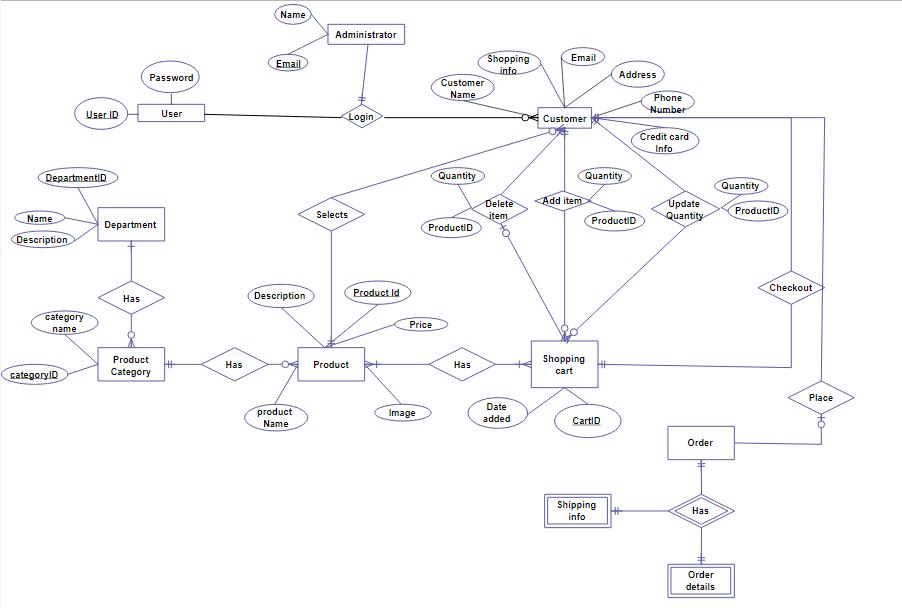 Name
Administrator
Email
Shopping
info
Email
Address
Password
Customer
Name
Phone
Number
User ID
User
Login
Customer
Credit card
Info
DepartmentID
Quantity
Quantity
Quantity
Delete
item
Add item
Update
Quantity
ProductID
ProductID
ProductID
Name
Description
Department
Selects
Has
Description
Product Id
Checkout
category
name
Price
Product
Category
Has
Product
Has
Shopping
cart
categoryID
product
Name
Image
Date
added
CartID
Place
Order
Shipping
info
Has
Order
details